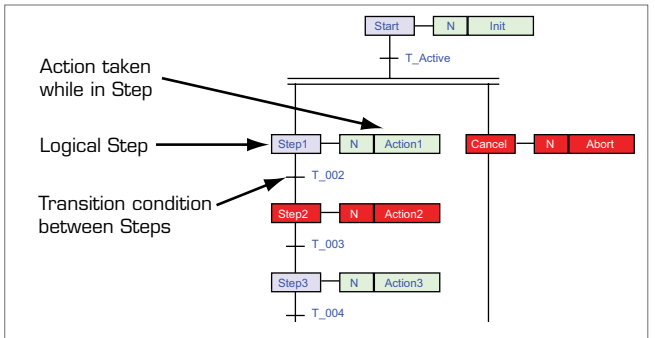 Start N Init
T_Active
Action taken
while in Step
Logical Step
Step1 N Action1
Cancel N Abort
T_002
Transition condition
between Steps
Step2 N Action2
T_003
Step3 N Action3
T_004